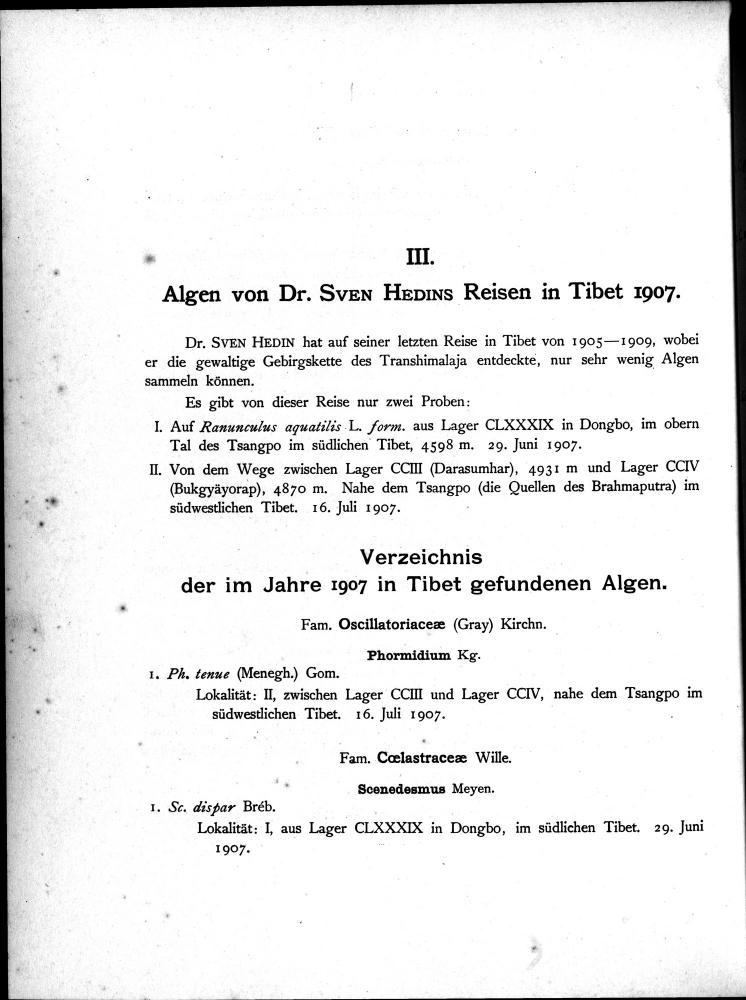 III.
Algen von Dr. SVEN HEDINS Reisen in Tibet 1907.
Dr. SVEN HEDIN hat auf seiner letzten Reise in Tibet von 1905—1909, wobei
er die gewaltige Gebirgskette des Transhimalaja entdeckte, nur sehr wenig Algen
sammeln können.
Es gibt von dieser Reise nur zwei Proben:
I. Auf Ranunculus aquatilis L. form. aus Lager CLXXXIX in Dongbo, im obern
Tal des Tsangpo im südlichen Tibet, 4598 m. 29. Juni 1907.
II. Von dem Wege zwischen Lager CCIII (Darasumhar), 4931 m und Lager CCIV
(Bukgyäyorap), 4870 m. Nahe dem Tsangpo (die Quellen des Brahmaputra) im
südwestlichen Tibet. 16. Juli 1907.
Verzeichnis
der im Jahre 1907 in Tibet gefundenen Algen.
Fam. Oscillatoriaceæ (Gray) Kirchn.
Phormidium Kg.
1. Ph. tenue (Menegh.) Gom.
Lokalität: II, zwischen Lager CCIII und Lager CCIV, nahe dem Tsangpo im
südwestlichen Tibet. 16. Juli 1907.
Fam. Cœlastraceæ Wille.
Scenedesmus Meyen.
1. Sc. dispar Bréb.
Lokalität: I, aus Lager CLXXXIX in Dongbo, im südlichen Tibet. 29. Juni
1907.